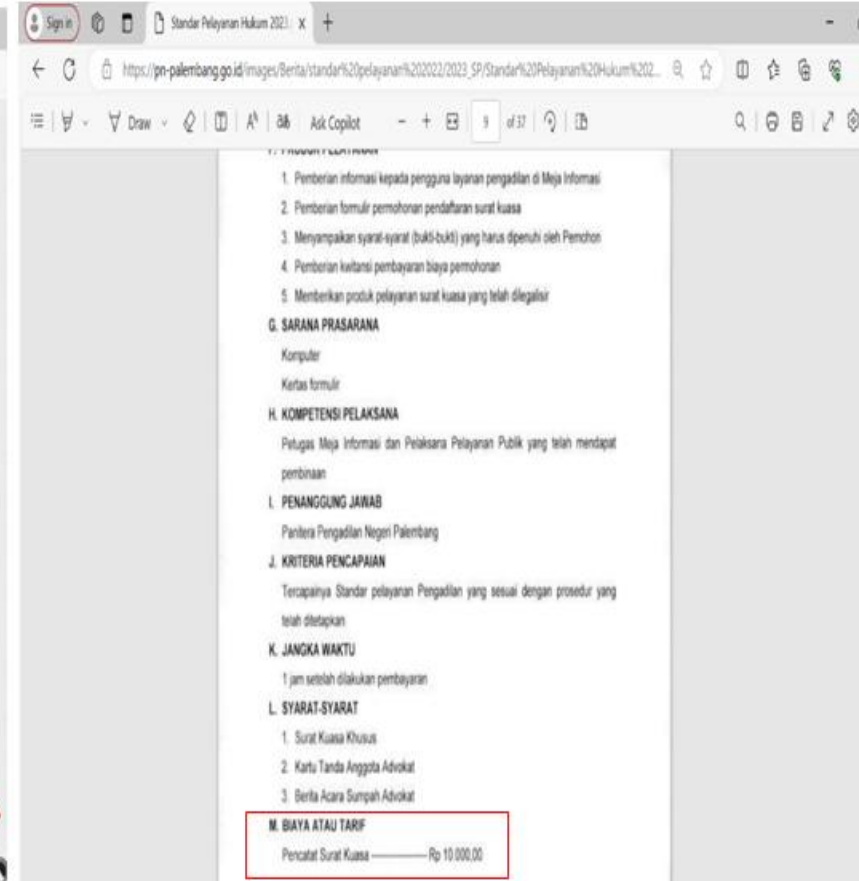 Sign in
Standar Pelayanan Hukum 2023.
https://pn-palembang.go.id/images/Berita/standar%20pelayanan%202022/2023_SP/Standar%20Pelayanan%20Hukum%202...
Draw
Ask Copilot
9 of 37
F. PRODUK PELAYANAN
1. Pemberian informasi kepada pengguna layanan pengadilan di Meja Informasi
2. Pemberian formulir permohonan pendaftaran surat kuasa
3. Menyampaikan syarat-syarat (bukti-bukti) yang harus dipenuhi oleh Pemohon
4. Pemberian kwitansi pembayaran biaya permohonan
5. Memberikan produk pelayanan surat kuasa yang telah dilegalisir
G. SARANA PRASARANA
Komputer
Kertas formulir
H. KOMPETENSI PELAKSANA
Petugas Meja Informasi dan Pelaksana Pelayanan Publik yang telah mendapat
pembinaan
I. PENANGGUNG JAWAB
Panitera Pengadilan Negeri Palembang
J. KRITERIA PENCAPAIAN
Tercapainya Standar pelayanan Pengadilan yang sesuai dengan prosedur yang
telah ditetapkan
K. JANGKA WAKTU
1 jam setelah dilakukan pembayaran
L. SYARAT-SYARAT
1. Surat Kuasa Khusus
2. Kartu Tanda Anggota Advokat
3. Berita Acara Sumpah Advokat
M. BIAYA ATAU TARIF
Pencatat Surat Kuasa ———— Rp 10.000,00